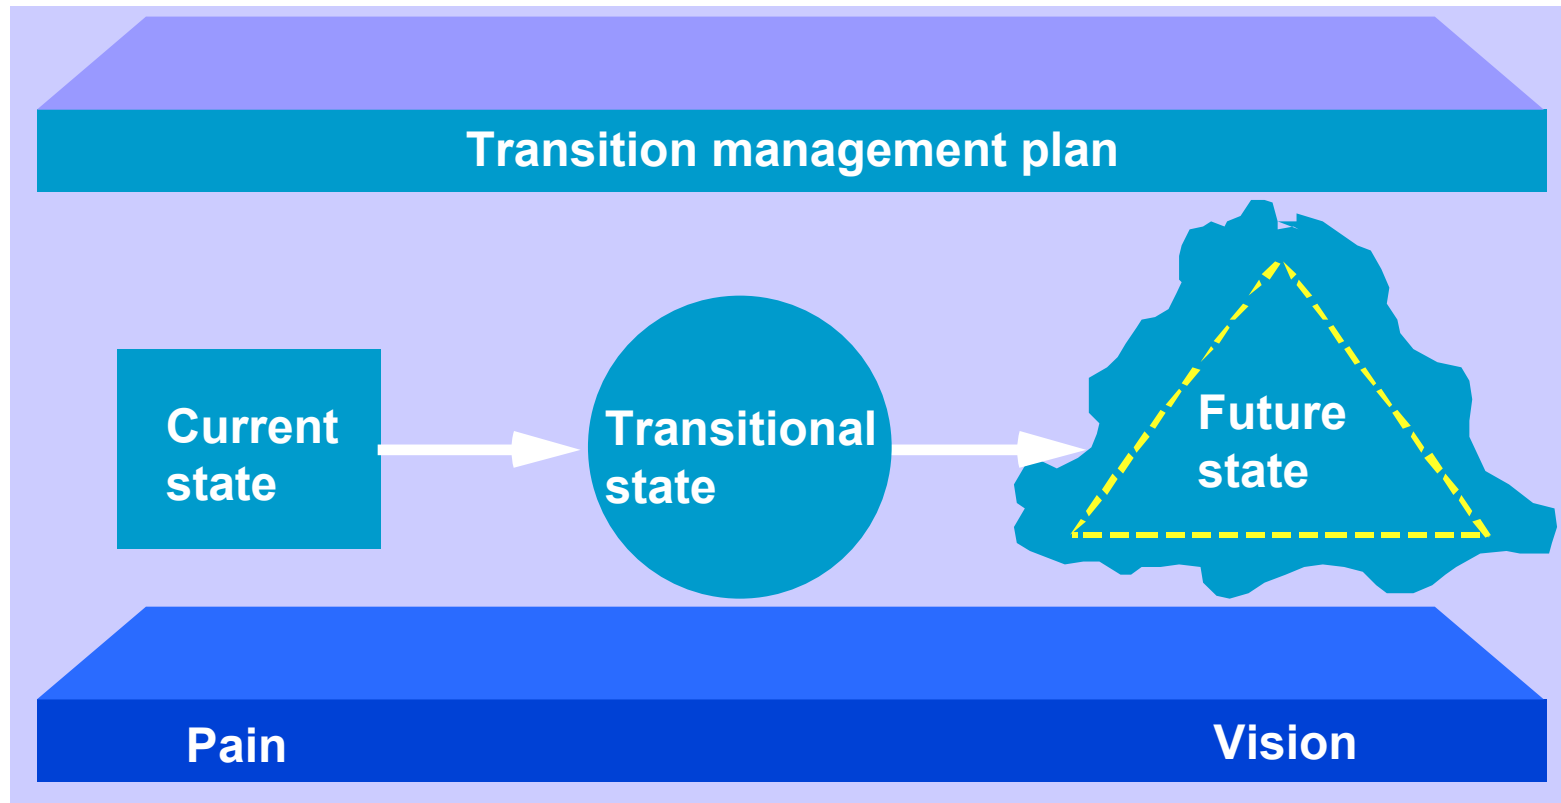 Transition management plan
Current
state
Transitional
state
Future
state
Pain
Vision